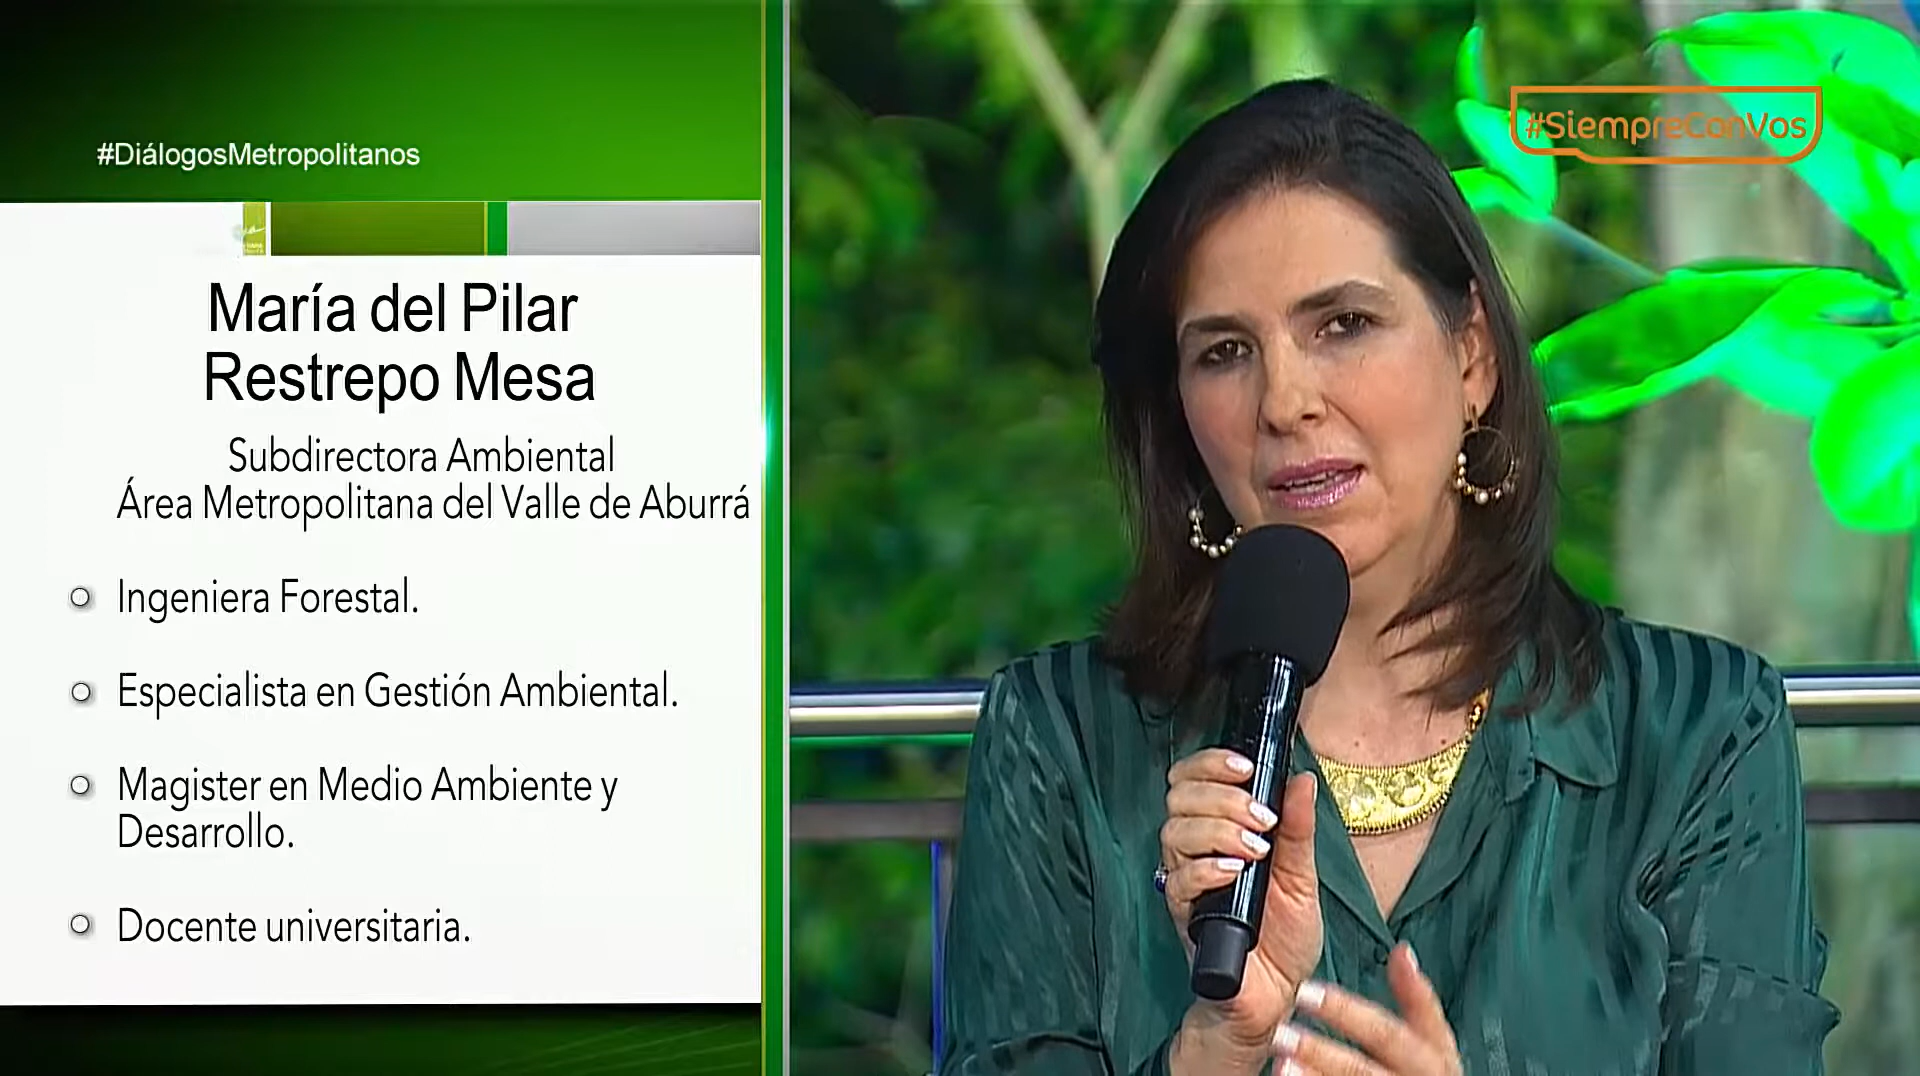 #DiálogosMetropolitanos
#SiempreConVos
María del Pilar
Restrepo Mesa
Subdirectora Ambiental
Área Metropolitana del Valle de Aburrá
Ingeniera Forestal.
Especialista en Gestión Ambiental.
Magister en Medio Ambiente y
Desarrollo.
Docente universitaria.